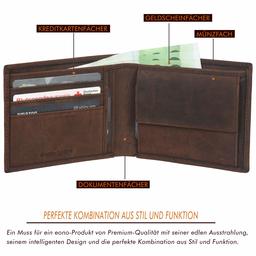 GELDSCHEINFÄCHER
KREDITKARTENFÄCHER
MÜNZFACH
DOKUMENTENFÄCHER
PERFEKTE KOMBINATION AUS STIL UND FUNKTION
Ein Muss für ein eono-Produkt von Premium-Qualität mit seiner edlen Ausstrahlung,
seinem intelligenten Design und die perfekte Kombination aus Stil und Funktion.